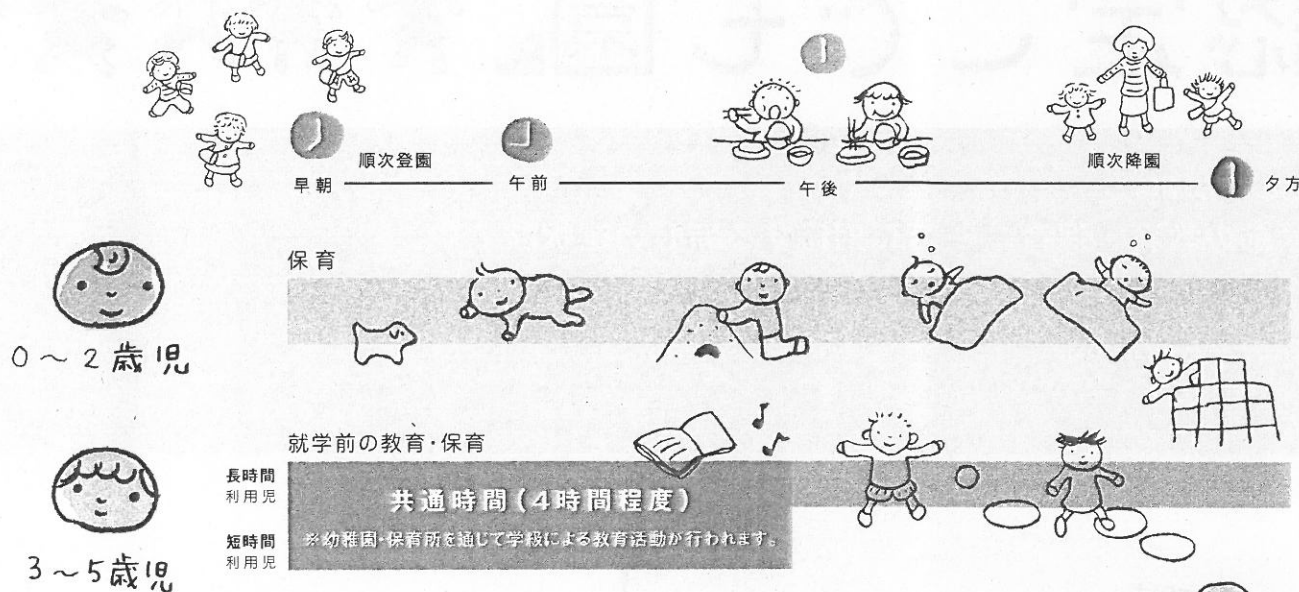 順次登園
順次降園
早朝
午前
午後
夕方
保育
0～2歳児
就学前の教育・保育
長時間
利用児
共通時間（4時間程度）
短時間
利用児
※幼稚園・保育所を通じて学級による教育活動が行われます。
3～5歳児